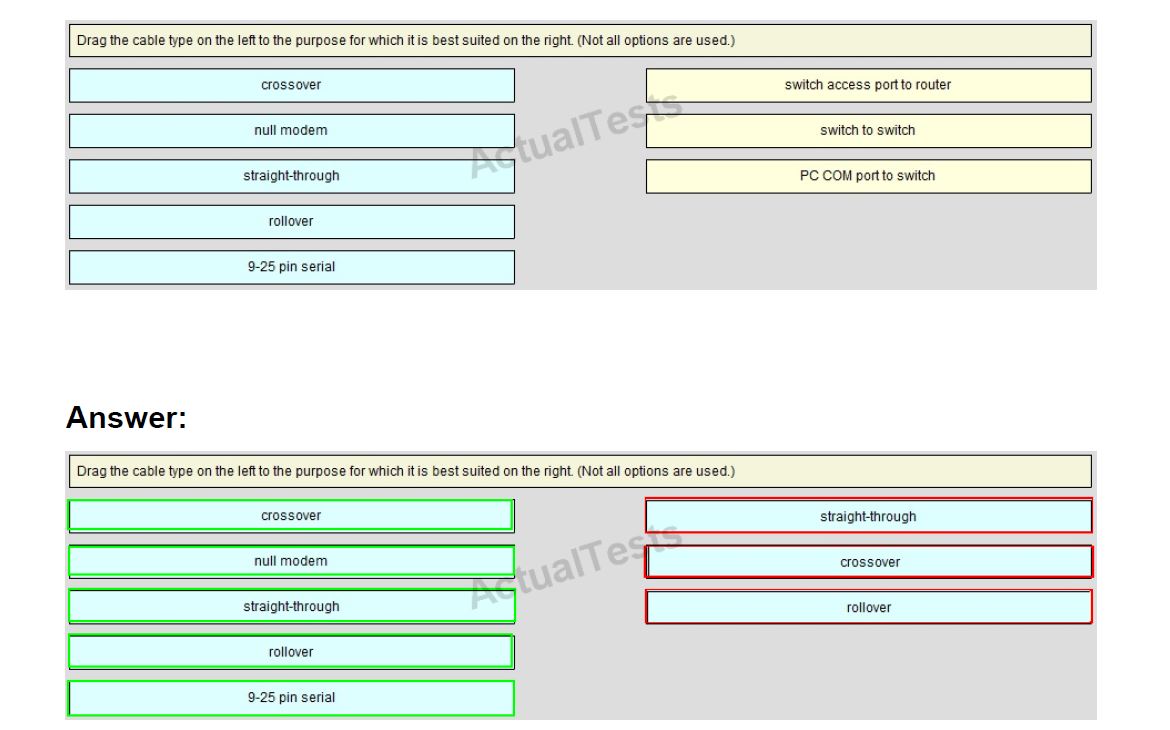 Drag the cable type on the left to the purpose for which it is best suited on the right. (Not all options are used.)
crossover
switch access port to router
null modem
switch to switch
straight-through
PC COM port to switch
rollover
9-25 pin serial
ActualTests
Answer:
Drag the cable type on the left to the purpose for which it is best suited on the right. (Not all options are used.)
crossover
straight-through
null modem
crossover
straight-through
rollover
rollover
9-25 pin serial
ActualTests